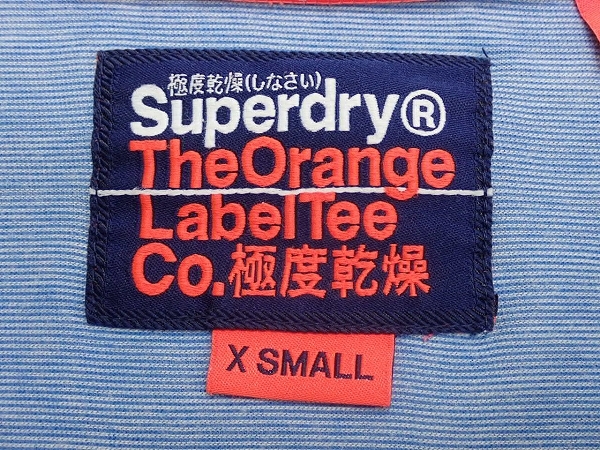 極度乾燥(しなさい)
Superdry®
TheOrange
LabelTee
Co.極度乾燥
X SMALL